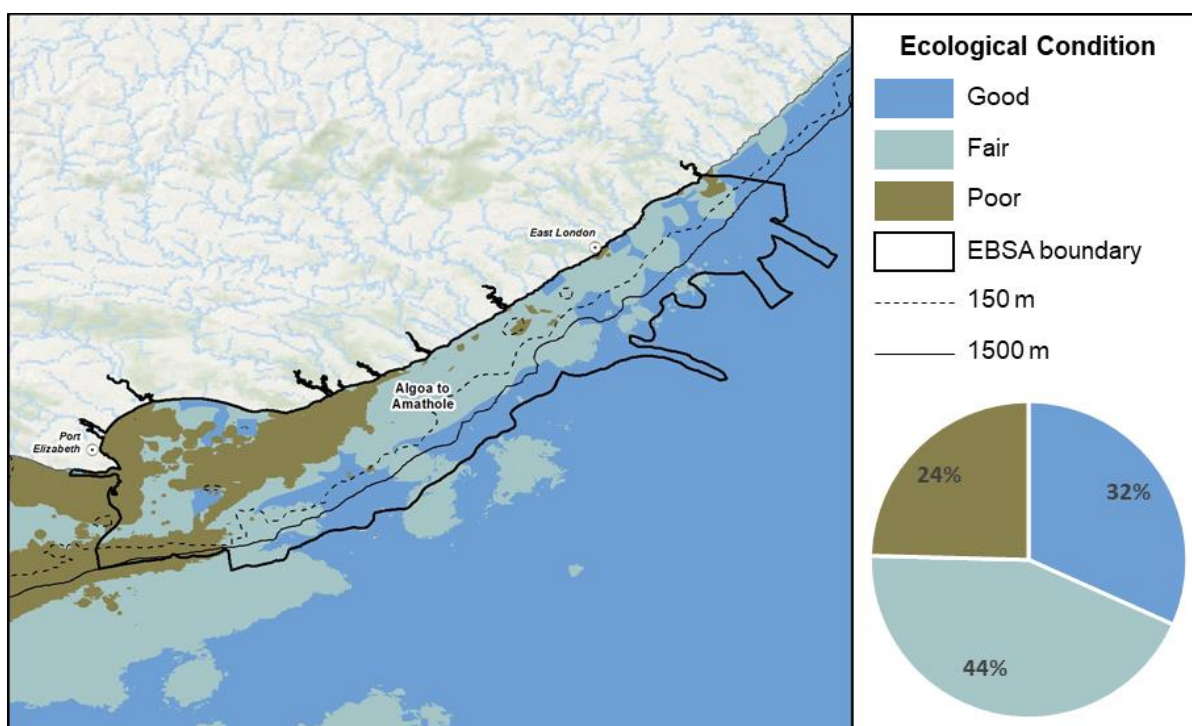 East London
Algoa to
Amathole
Port
Elizabeth
Ecological Condition
Good
Fair
Poor
EBSA boundary
150 m
1500 m
24%
32%
44%